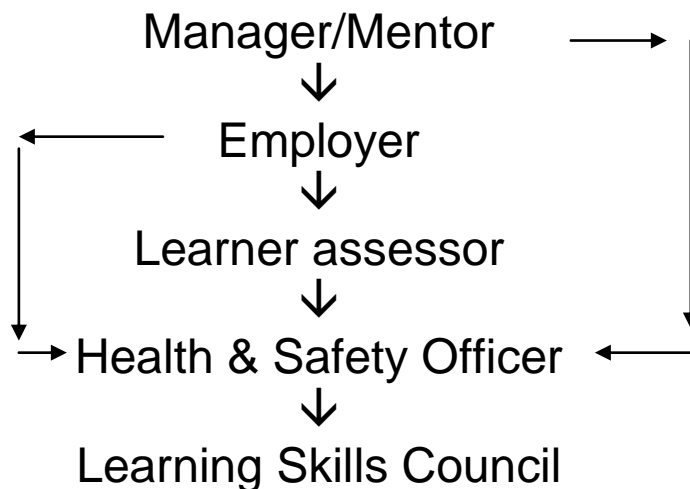 Manager/Mentor
Employer
Learner assessor
Health & Safety Officer
Learning Skills Council